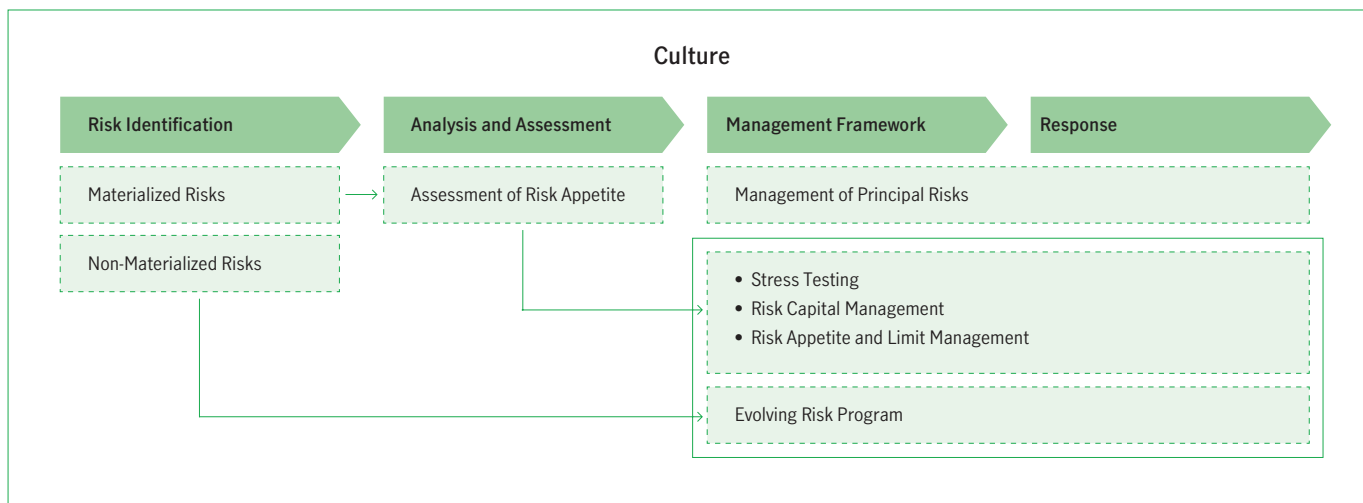 Culture
Risk Identification
Analysis and Assessment
Management Framework
Response
Materialized Risks
Assessment of Risk Appetite
Management of Principal Risks
Non-Materialized Risks
• Stress Testing
• Risk Capital Management
• Risk Appetite and Limit Management
Evolving Risk Program